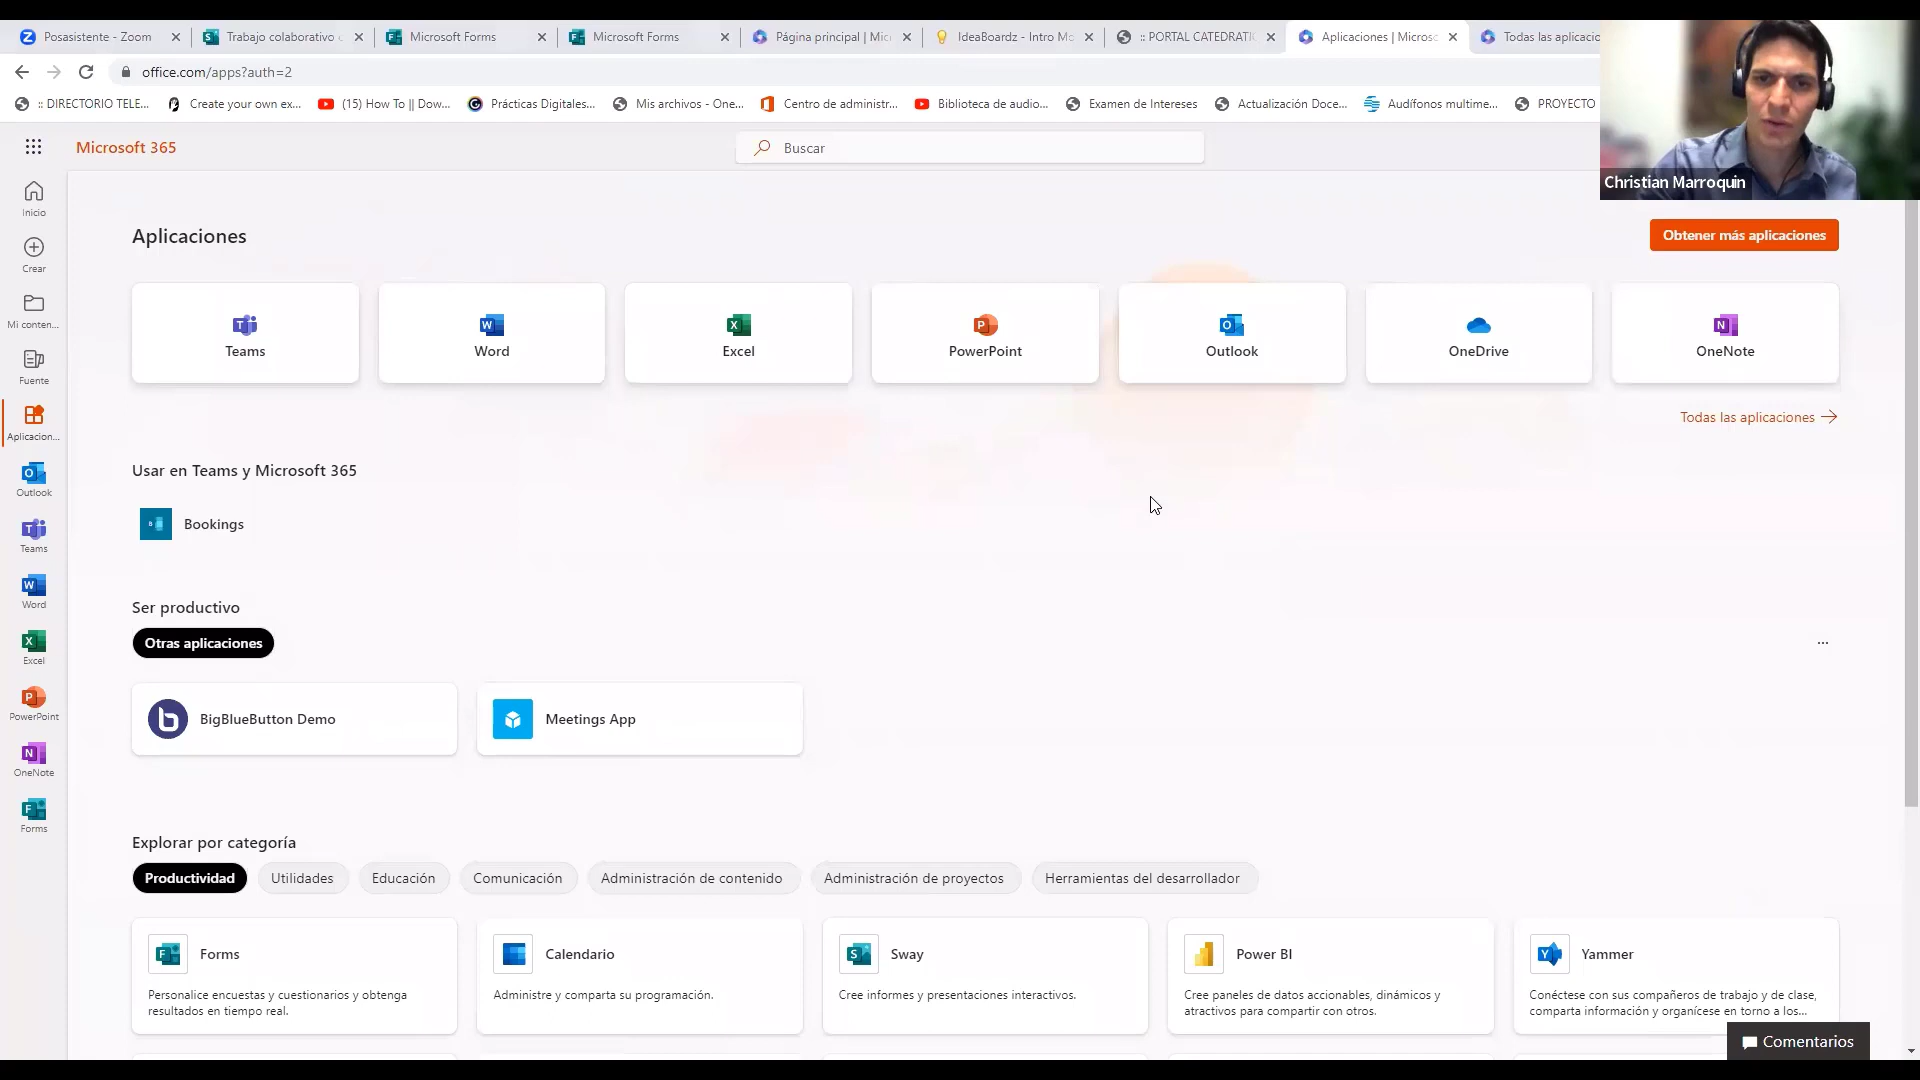 Posasistente - Zoom
Trabajo colaborativo
Microsoft Forms
Microsoft Forms
Página principal | Mic
IdeaBoardz - Intro Mo
:: PORTAL CATEDRATI
Aplicaciones | Microso
Todas las aplicacio
office.com/apps?auth=2
:: DIRECTORIO TELE...
Create your own ex...
(15) How To || Dow...
Prácticas Digitales...
Mis archivos - One...
Centro de administr...
Biblioteca de audio...
Examen de Intereses
Actualización Doce...
Audífonos multime...
PROYECTO
Microsoft 365
Buscar
Christian Marroquin
Inicio
Crear
Mi conten...
Fuente
Aplicacion...
Outlook
Teams
Word
Excel
PowerPoint
OneNote
Forms
Aplicaciones
Obtener más aplicaciones
Teams
Word
Excel
PowerPoint
Outlook
OneDrive
OneNote
Todas las aplicaciones
Usar en Teams y Microsoft 365
Bookings
Ser productivo
Otras aplicaciones
...
BigBlueButton Demo
Meetings App
Explorar por categoría
Productividad
Utilidades
Educación
Comunicación
Administración de contenido
Administración de proyectos
Herramientas del desarrollador
Forms
Personalice encuestas y cuestionarios y obtenga
resultados en tiempo real.
Calendario
Administre y comparta su programación.
Sway
Cree informes y presentaciones interactivos.
Power BI
Cree paneles de datos accionables, dinámicos y
atractivos para compartir con otros.
Yammer
Conéctese con sus compañeros de trabajo y de clase,
comparta información y organícese en torno a los...
Comentarios